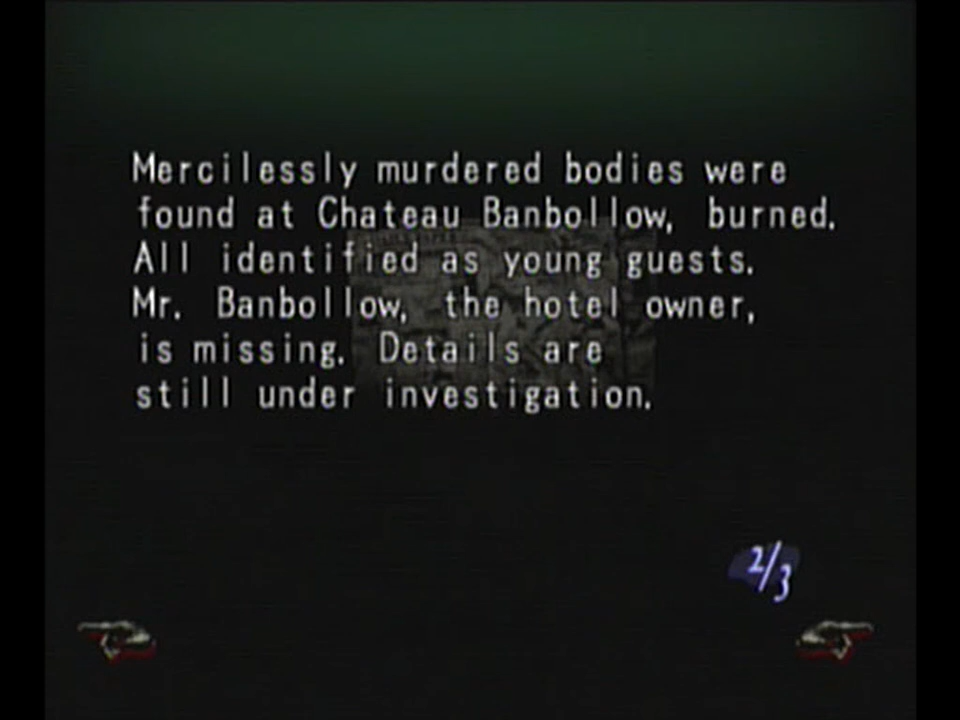 Mercilessly murdered bodies were
found at Chateau Banbollow, burned.
All identified as young guests.
Mr. Banbollow, the hotel owner,
is missing. Details are
still under investigation.
2/3